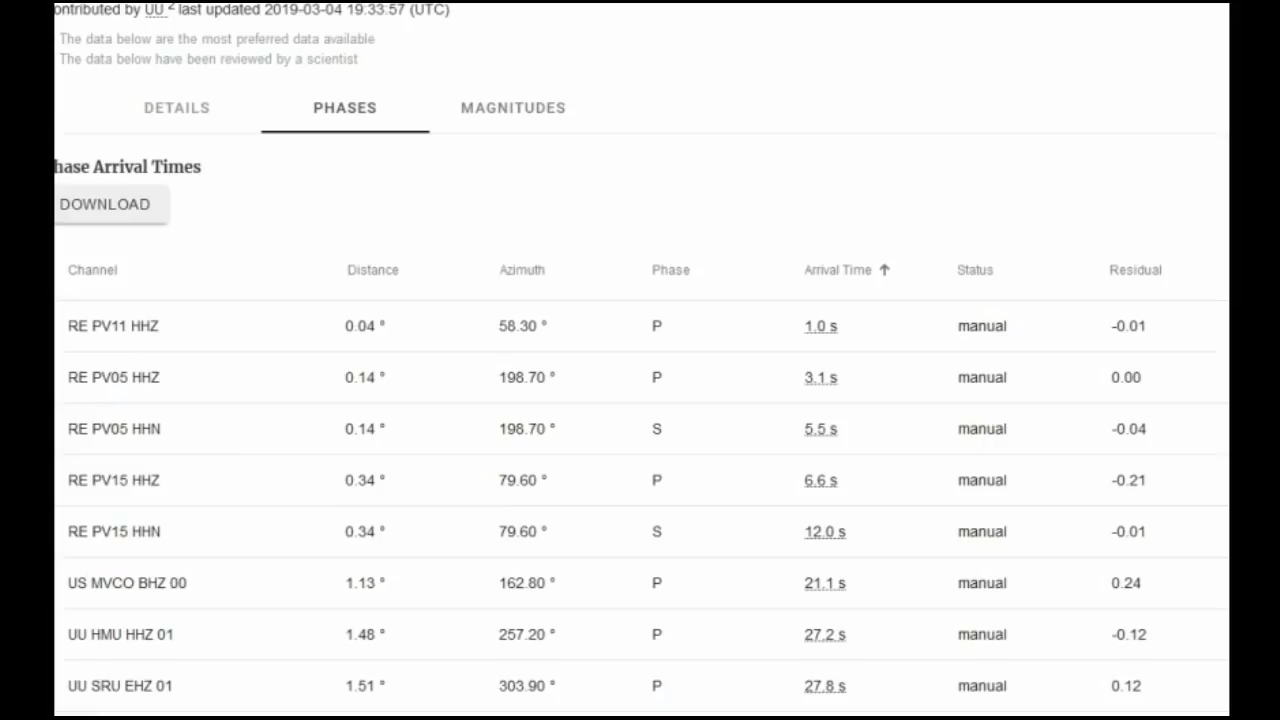 ontributed by UU 2 last updated 2019-03-04 19:33:57 (UTC)
The data below are the most preferred data available
The data below have been reviewed by a scientist
DETAILS PHASES MAGNITUDES
hase Arrival Times
DOWNLOAD
Channel Distance Azimuth Phase Arrival Time ↑ Status Residual
RE PV11 HHZ 0.04 ° 58.30 ° P 1.0 s manual -0.01
RE PV05 HHZ 0.14 ° 198.70 ° P 3.1 s manual 0.00
RE PV05 HHN 0.14 ° 198.70 ° S 5.5 s manual -0.04
RE PV15 HHZ 0.34 ° 79.60 ° P 6.6 s manual -0.21
RE PV15 HHN 0.34 ° 79.60 ° S 12.0 s manual -0.01
US MVCO BHZ 00 1.13 ° 162.80 ° P 21.1 s manual 0.24
UU HMU HHZ 01 1.48 ° 257.20 ° P 27.2 s manual -0.12
UU SRU EHZ 01 1.51 ° 303.90 ° P 27.8 s manual 0.12